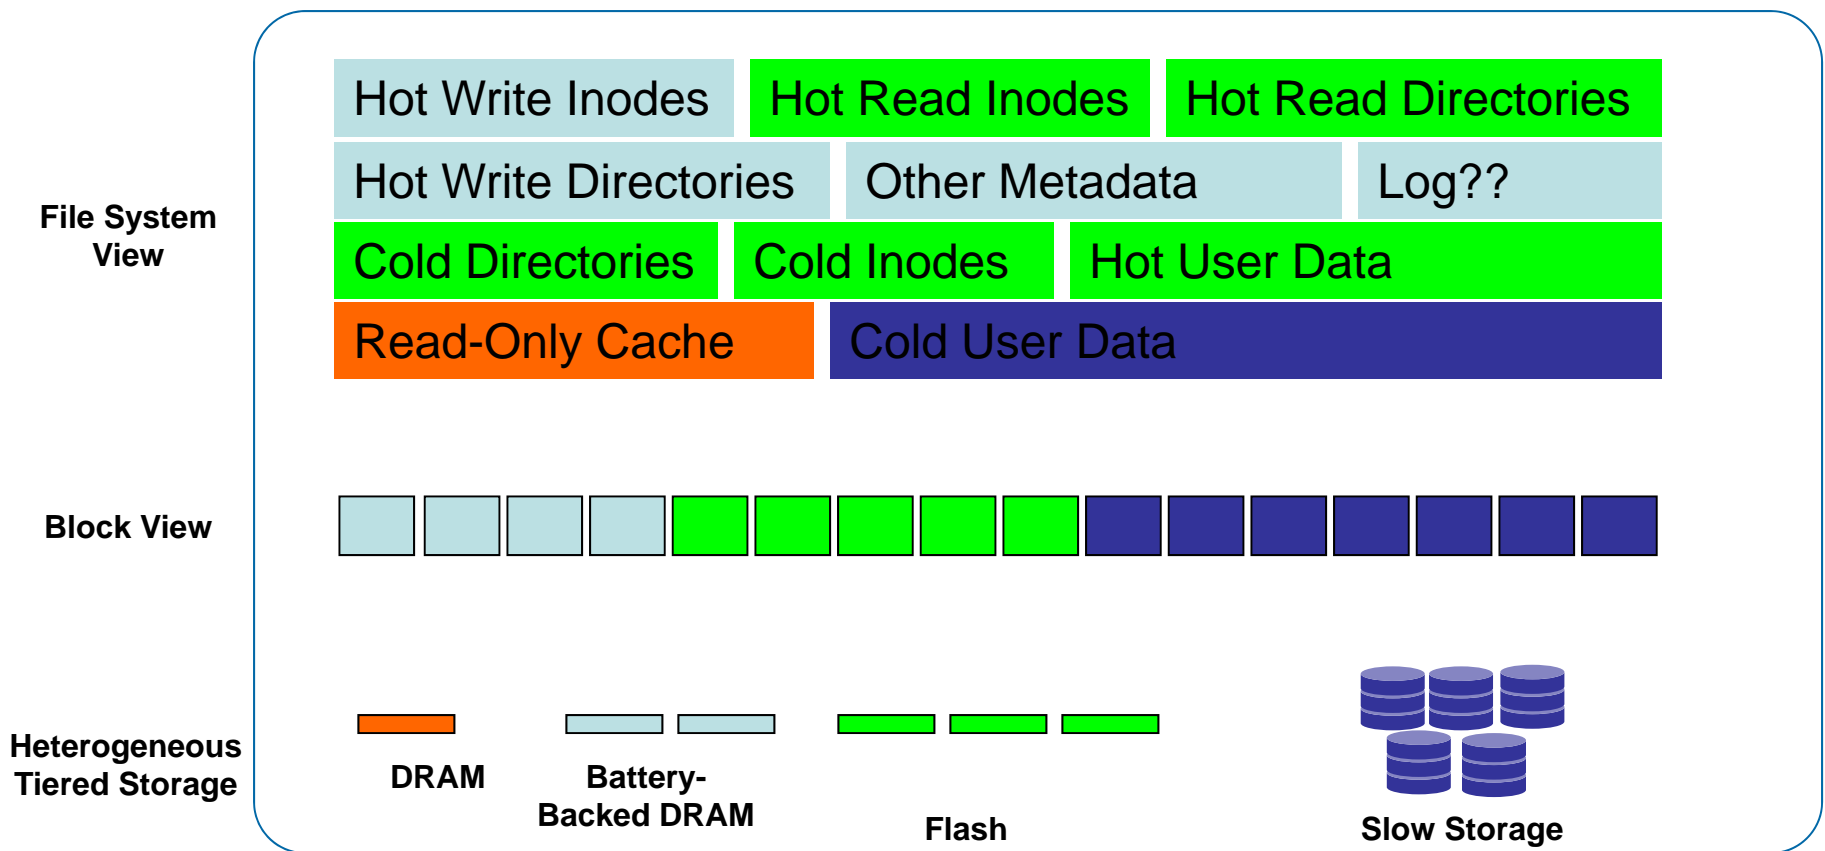 Hot Write Inodes
Hot Read Inodes
Hot Read Directories
Hot Write Directories
Other Metadata
Log??
File System
View
Cold Directories
Cold Inodes
Hot User Data
Read-Only Cache
Cold User Data
Block View
Heterogeneous
Tiered Storage
DRAM
Battery-
Backed DRAM
Flash
Slow Storage